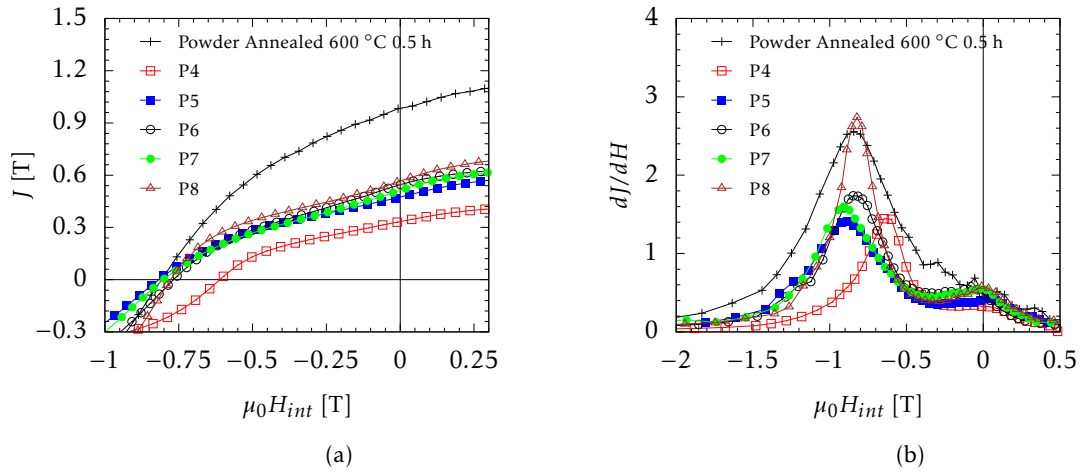 1.5
1.2
0.9
0.6
0.3
0
−0.3
J [T]
Powder Annealed 600 °C 0.5 h
P4
P5
P6
P7
P8
−1 −0.75 −0.5 −0.25 0 0.25
μ₀H_int [T]
(a)
4
3
2
1
0
dJ/dH
Powder Annealed 600 °C 0.5 h
P4
P5
P6
P7
P8
−2 −1.5 −1 −0.5 0 0.5
μ₀H_int [T]
(b)